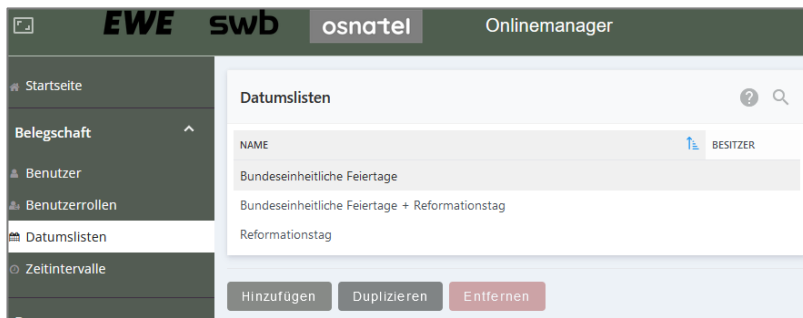 EWE swb osnatel Onlinemanager
Startseite
Belegschaft
Benutzer
Benutzerrollen
Datumslisten
Zeitintervalle
Datumslisten
NAME BESITZER
Bundeseinheitliche Feiertage
Bundeseinheitliche Feiertage + Reformationstag
Reformationstag
Hinzufügen Duplizieren Entfernen